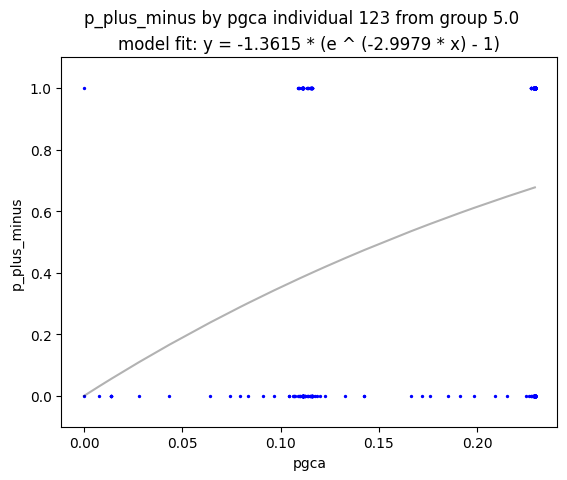 p_plus_minus by pgca individual 123 from group 5.0
model fit: y = -1.3615 * (e ^ (-2.9979 * x) - 1)
1.0
0.8
0.6
0.4
0.2
0.0
p_plus_minus
0.00 0.05 0.10 0.15 0.20
pgca